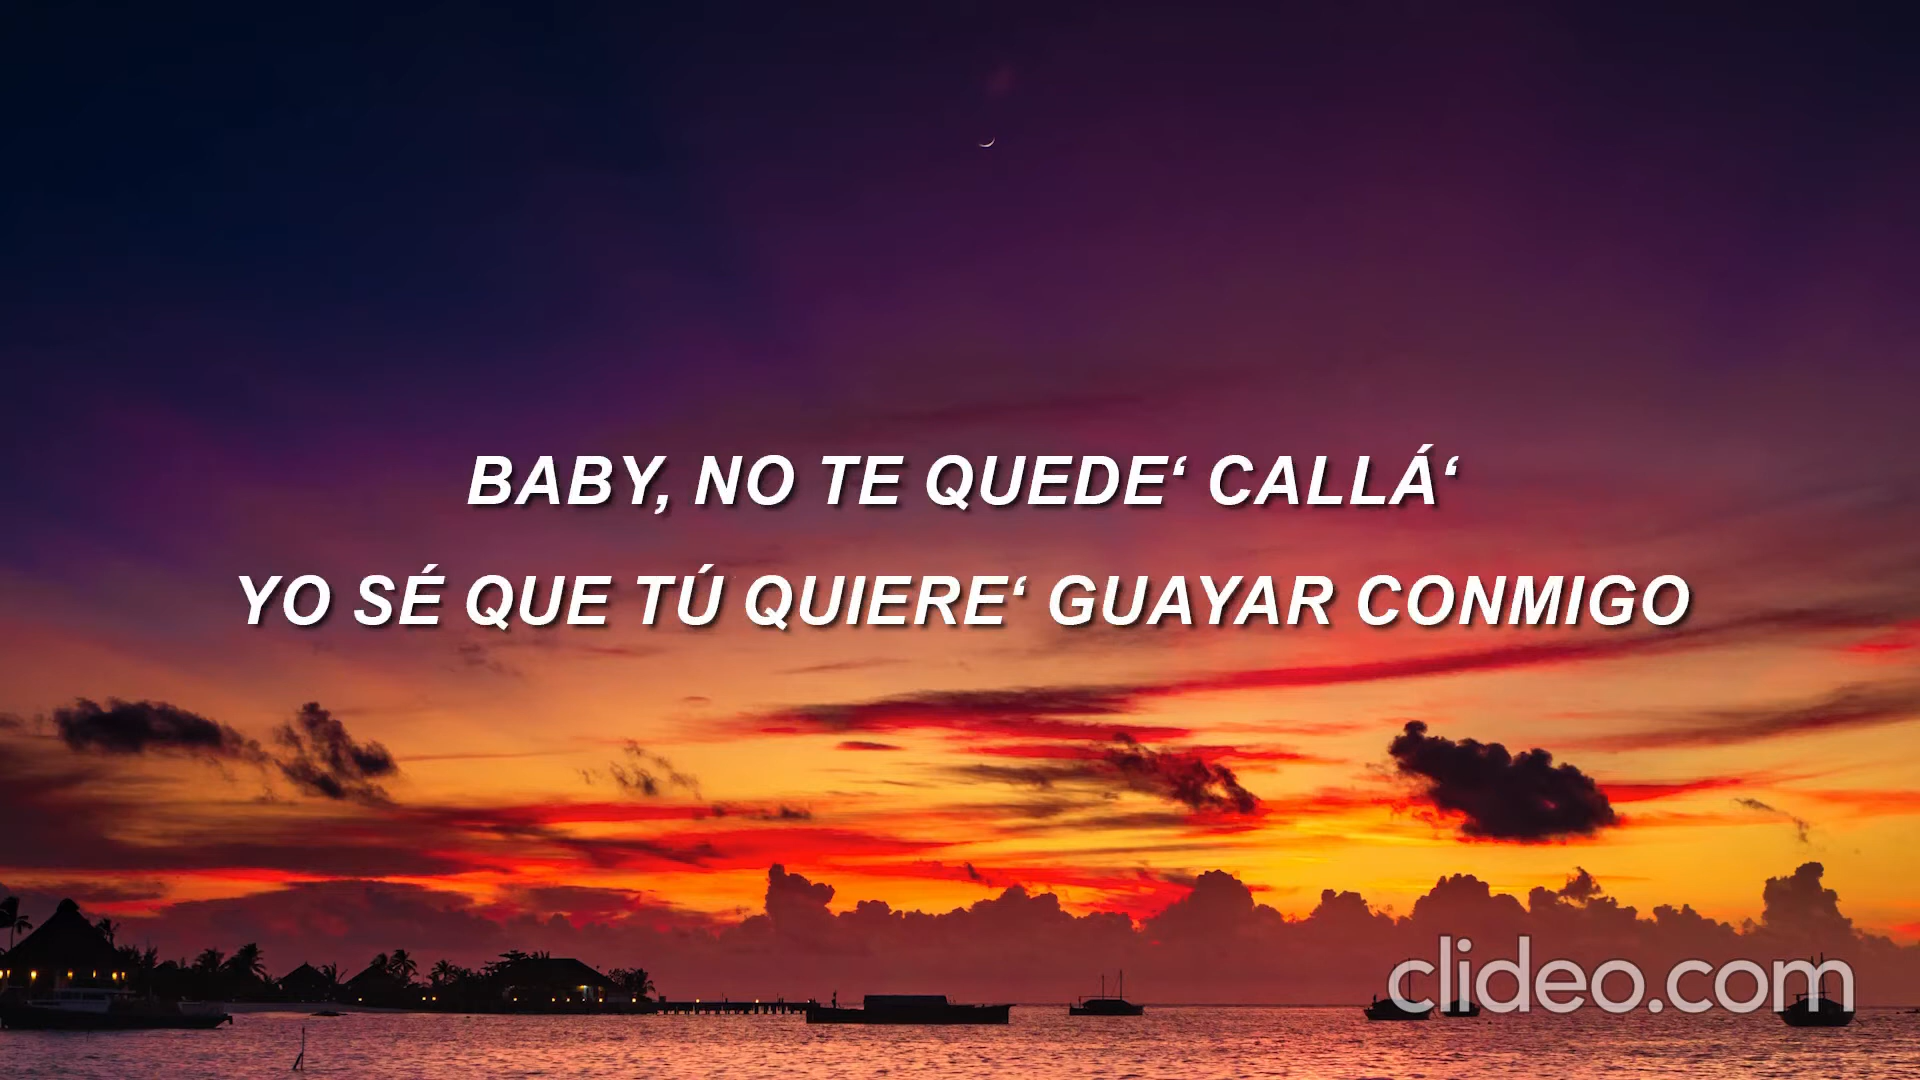 BABY, NO TE QUEDE‘ CALLÁ‘
YO SÉ QUE TÚ QUIERE‘ GUAYAR CONMIGO
clideo.com